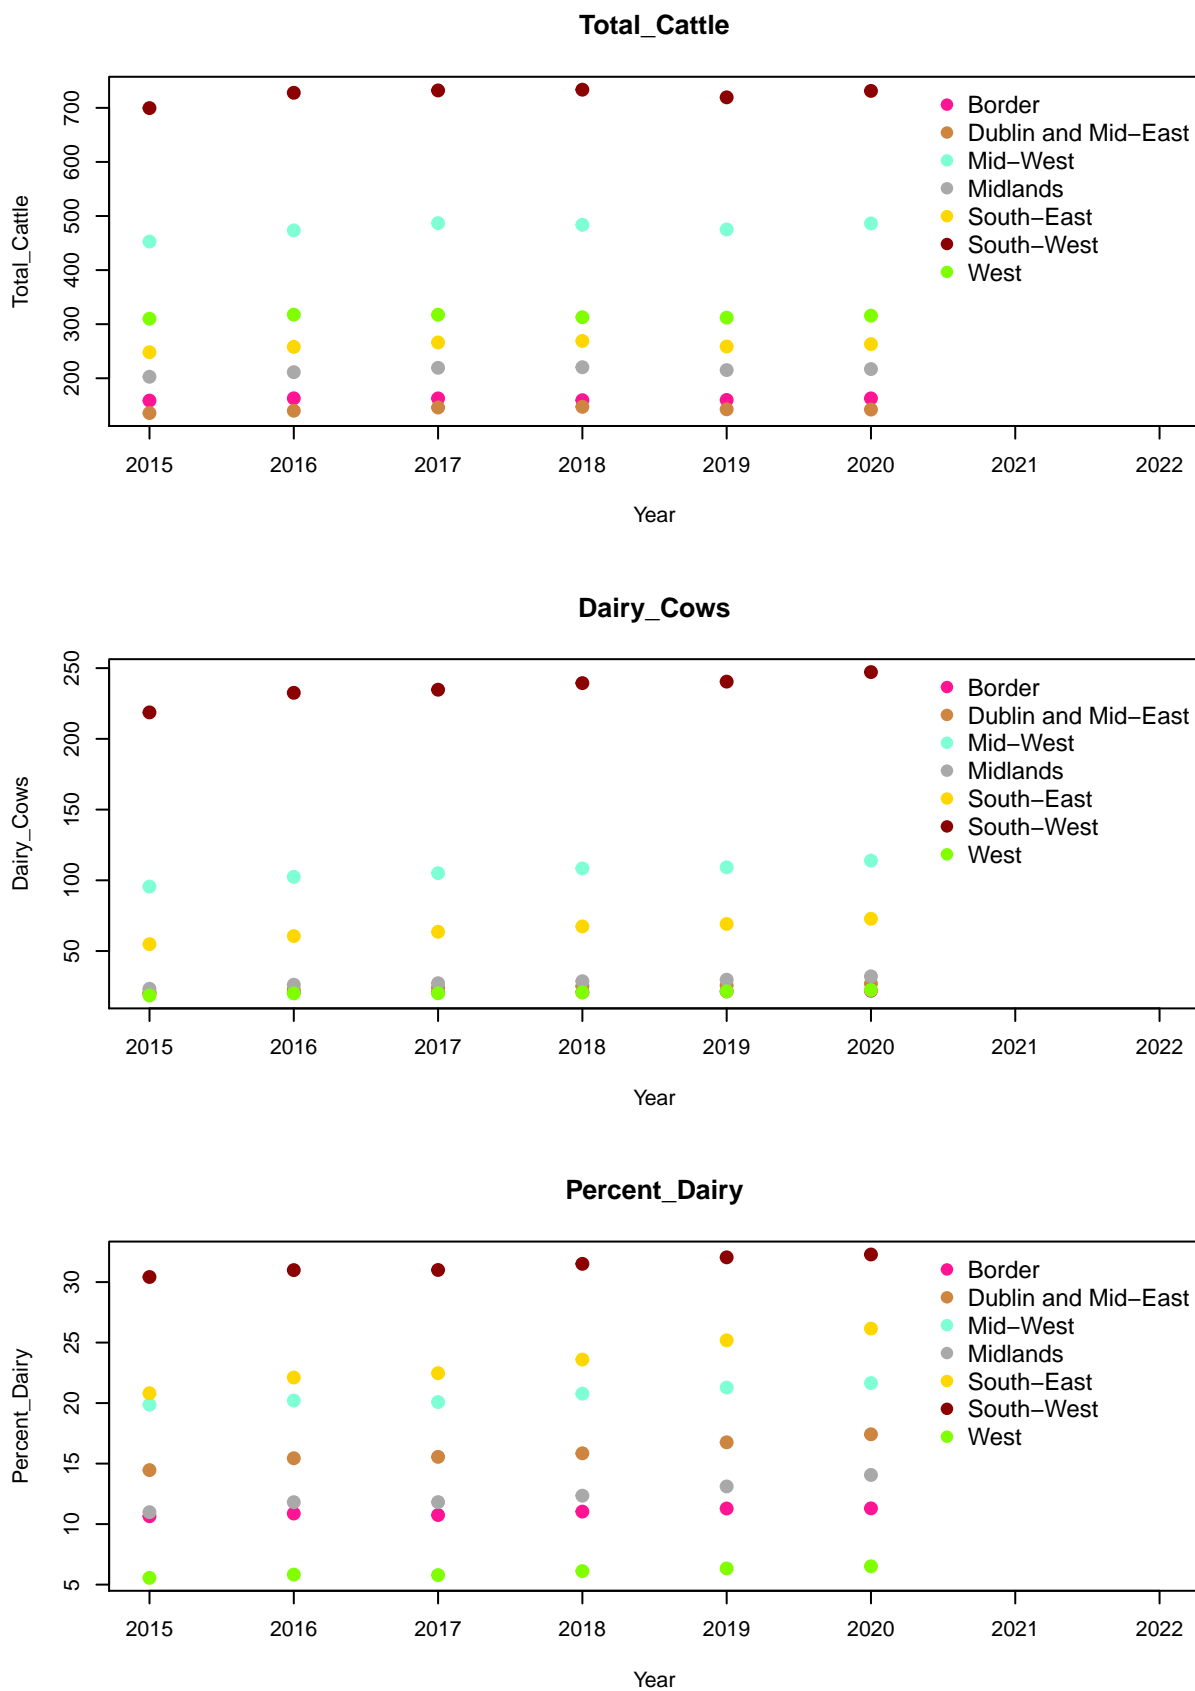 Total_Cattle
Total_Cattle
700
600
500
400
300
200
Border
Dublin and Mid−East
Mid−West
Midlands
South−East
South−West
West
2015 2016 2017 2018 2019 2020 2021 2022
Year
Dairy_Cows
Dairy_Cows
250
200
150
100
50
Border
Dublin and Mid−East
Mid−West
Midlands
South−East
South−West
West
2015 2016 2017 2018 2019 2020 2021 2022
Year
Percent_Dairy
Percent_Dairy
30
25
20
15
10
5
Border
Dublin and Mid−East
Mid−West
Midlands
South−East
South−West
West
2015 2016 2017 2018 2019 2020 2021 2022
Year